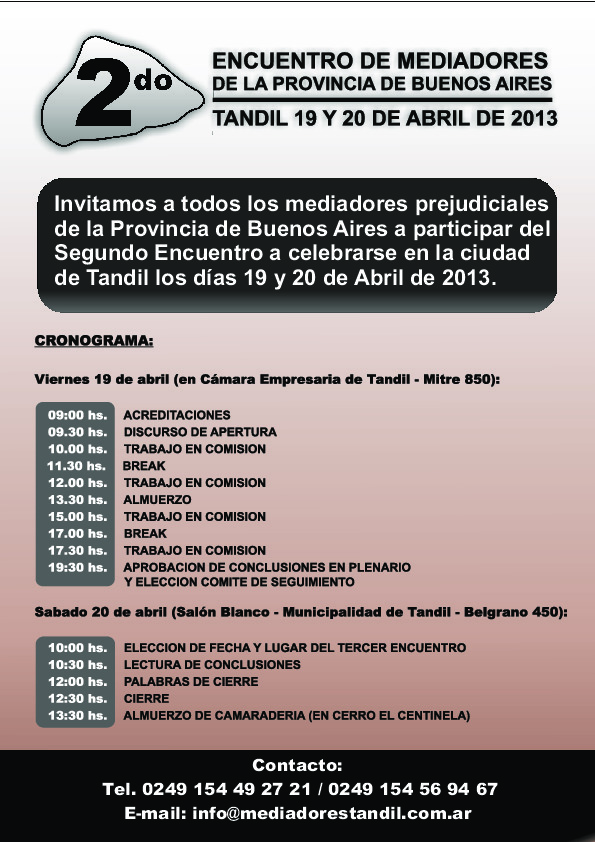 2do
ENCUENTRO DE MEDIADORES
DE LA PROVINCIA DE BUENOS AIRES
TANDIL 19 Y 20 DE ABRIL DE 2013
Invitamos a todos los mediadores prejudiciales
de la Provincia de Buenos Aires a participar del
Segundo Encuentro a celebrarse en la ciudad
de Tandil los días 19 y 20 de Abril de 2013.
CRONOGRAMA:
Viernes 19 de abril (en Cámara Empresaria de Tandil - Mitre 850):
09:00 hs. ACREDITACIONES
09.30 hs. DISCURSO DE APERTURA
10.00 hs. TRABAJO EN COMISION
11.30 hs. BREAK
12.00 hs. TRABAJO EN COMISION
13.30 hs. ALMUERZO
15.00 hs. TRABAJO EN COMISION
17.00 hs. BREAK
17.30 hs. TRABAJO EN COMISION
19:30 hs. APROBACION DE CONCLUSIONES EN PLENARIO
Y ELECCION COMITE DE SEGUIMIENTO
Sabado 20 de abril (Salón Blanco - Municipalidad de Tandil - Belgrano 450):
10:00 hs. ELECCION DE FECHA Y LUGAR DEL TERCER ENCUENTRO
10:30 hs. LECTURA DE CONCLUSIONES
12:00 hs. PALABRAS DE CIERRE
12:30 hs. CIERRE
13:30 hs. ALMUERZO DE CAMARADERIA (EN CERRO EL CENTINELA)
Contacto:
Tel. 0249 154 49 27 21 / 0249 154 56 94 67
E-mail: info@mediadorestandil.com.ar